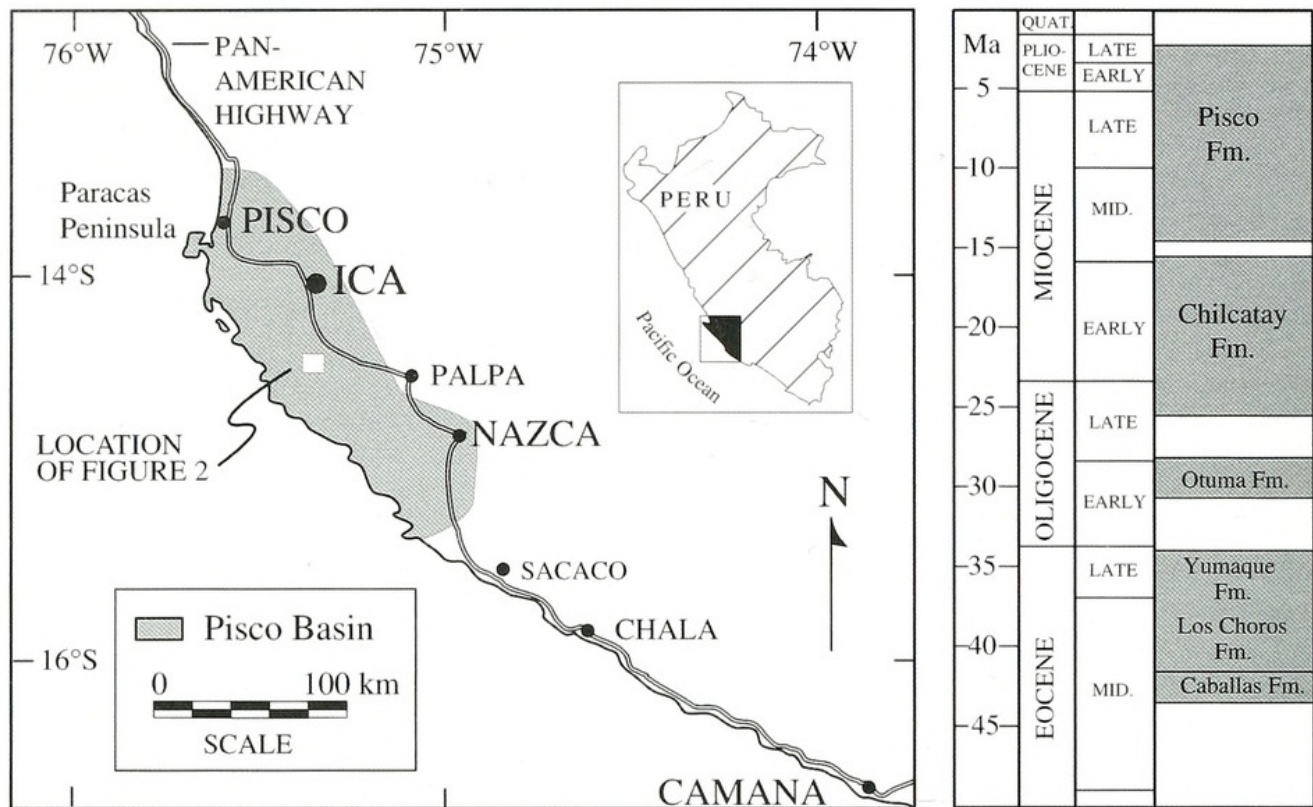 76°W
75°W
74°W
PAN-
AMERICAN
HIGHWAY
Paracas
Peninsula
PISCO
14°S
ICA
PALPA
LOCATION
OF FIGURE 2
NAZCA
PERU
Pacific Ocean
N
SACACO
CHALA
16°S
CAMANA
Pisco Basin
0 100 km
SCALE
Ma
5
10
15
20
25
30
35
40
45
QUAT.
PLIO-
CENE
LATE
EARLY
MIOCENE
LATE
MID.
EARLY
OLIGOCENE
LATE
EARLY
EOCENE
LATE
MID.
Pisco
Fm.
Chilcatay
Fm.
Otuma Fm.
Yumaque
Fm.
Los Choros
Fm.
Caballas Fm.